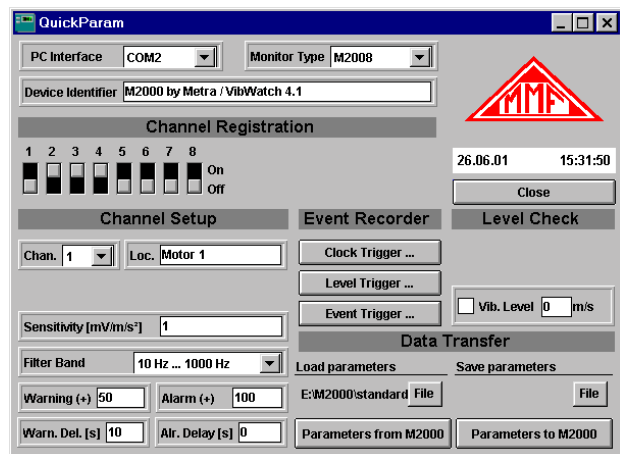 QuickParam
PC Interface COM2 Monitor Type M2008
Device Identifier M2000 by Metra / VibWatch 4.1
MMF
Channel Registration
1 2 3 4 5 6 7 8
On
Off
26.06.01 15:31:50
Close
Channel Setup
Chan. 1 Loc. Motor 1
Sensitivity [mV/m/s²] 1
Filter Band 10 Hz ... 1000 Hz
Warning (+) 50 Alarm (+) 100
Warn. Del. [s] 10 Alr. Delay [s] 0
Event Recorder
Clock Trigger ...
Level Trigger ...
Event Trigger ...
Level Check
Vib. Level 0 m/s
Data Transfer
Load parameters Save parameters
E:\M2000\standard File File
Parameters from M2000 Parameters to M2000